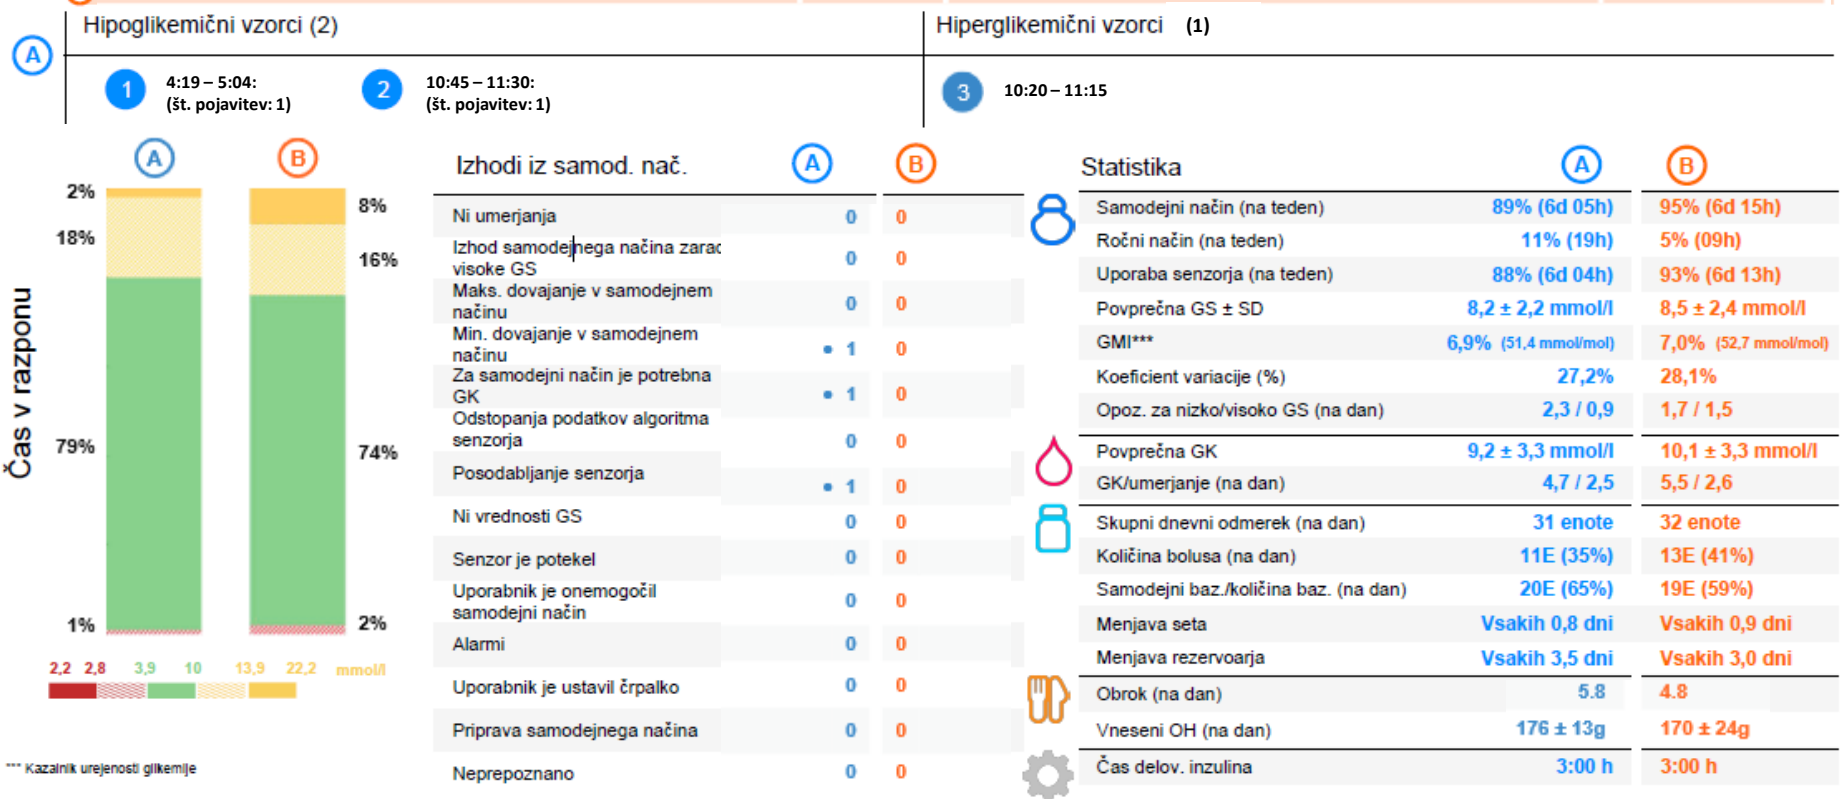 B
Hipoglikemični vzorci (2)
Hiperglikemični vzorci (1)
A
1 4:19 – 5:04:
(št. pojavitev: 1)
2 10:45 – 11:30:
(št. pojavitev: 1)
3 10:20 – 11:15
A B
2%
18%
79%
1%
8%
16%
74%
2%
Čas v razponu
2,2 2,8 3,9 10 13,9 22,2 mmol/l
*** Kazalnik urejenosti glikemije
Izhodi iz samod. nač. A B
Ni umerjanja 0 0
Izhod samodejnega načina zarad
visoke GS 0 0
Maks. dovajanje v samodejnem
načinu 0 0
Min. dovajanje v samodejnem
načinu • 1 0
Za samodejni način je potrebna
GK • 1 0
Odstopanja podatkov algoritma
senzorja 0 0
Posodabljanje senzorja • 1 0
Ni vrednosti GS 0 0
Senzor je potekel 0 0
Uporabnik je onemogočil
samodejni način 0 0
Alarmi 0 0
Uporabnik je ustavil črpalko 0 0
Priprava samodejnega načina 0 0
Neprepoznano 0 0
Statistika A B
Samodejni način (na teden) 89% (6d 05h) 95% (6d 15h)
Ročni način (na teden) 11% (19h) 5% (09h)
Uporaba senzorja (na teden) 88% (6d 04h) 93% (6d 13h)
Povprečna GS ± SD 8,2 ± 2,2 mmol/l 8,5 ± 2,4 mmol/l
GMI*** 6,9% (51,4 mmol/mol) 7,0% (52,7 mmol/mol)
Koeficient variacije (%) 27,2% 28,1%
Opoz. za nizko/visoko GS (na dan) 2,3 / 0,9 1,7 / 1,5
Povprečna GK 9,2 ± 3,3 mmol/l 10,1 ± 3,3 mmol/l
GK/umerjanje (na dan) 4,7 / 2,5 5,5 / 2,6
Skupni dnevni odmerek (na dan) 31 enote 32 enote
Količina bolusa (na dan) 11E (35%) 13E (41%)
Samodejni baz./količina baz. (na dan) 20E (65%) 19E (59%)
Menjava seta Vsakih 0,8 dni Vsakih 0,9 dni
Menjava rezervoarja Vsakih 3,5 dni Vsakih 3,0 dni
Obrok (na dan) 5.8 4.8
Vneseni OH (na dan) 176 ± 13g 170 ± 24g
Čas delov. inzulina 3:00 h 3:00 h